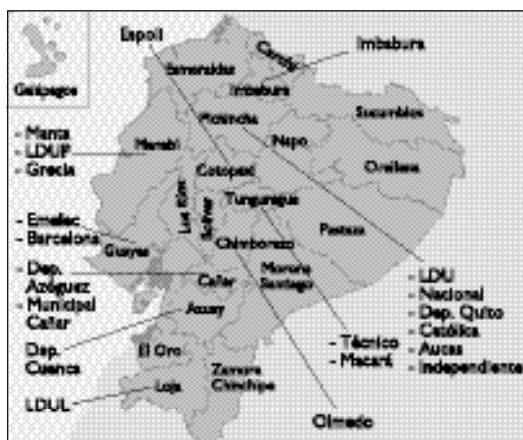 Espoli
Imbabura
Carchi
Esmeraldas
Imbabura
Galápagos
Pichincha
Sucumbíos
- Manta
- LDUP
- Grecia
Manabí
Napo
Orellana
Cotopaxi
Los Ríos
Bolívar
Tunguragua
- Emelec
- Barcelona
Guayas
Chimborazo
Pastaza
- Dep.
Azóguez
- Municipal
Cañar
Cañar
Morona
Santiago
- LDU
- Nacional
- Dep. Quito
- Católica
- Aucas
- Independiente
Azuay
Dep.
Cuenca
El Oro
- Técnico
- Macará
Zamora
Chinchipe
Loja
LDUL
Olmedo